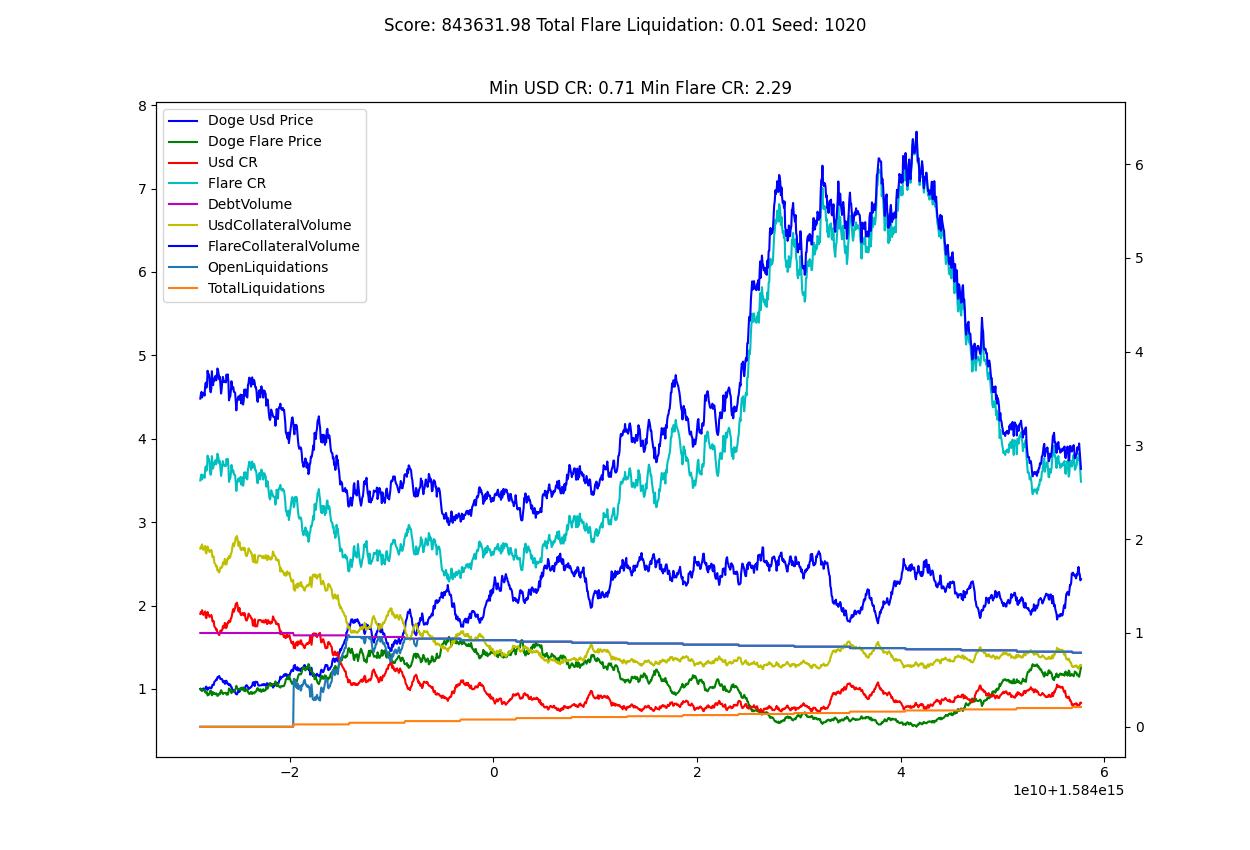 Score: 843631.98 Total Flare Liquidation: 0.01 Seed: 1020
Min USD CR: 0.71 Min Flare CR: 2.29
Doge Usd Price
Doge Flare Price
Usd CR
Flare CR
DebtVolume
UsdCollateralVolume
FlareCollateralVolume
OpenLiquidations
TotalLiquidations
8
7
6
5
4
3
2
1
6
5
4
3
2
1
0
−2
0
2
4
6
1e10+1.584e15